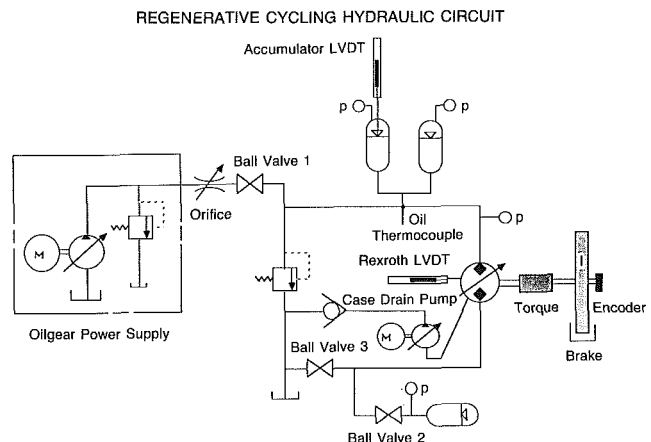 REGENERATIVE CYCLING HYDRAULIC CIRCUIT
Accumulator LVDT
p
p
Ball Valve 1
Orifice
Oil
Thermocouple
p
Rexroth LVDT
M
Case Drain Pump
Torque
Encoder
Oilgear Power Supply
M
Ball Valve 3
Brake
p
Ball Valve 2